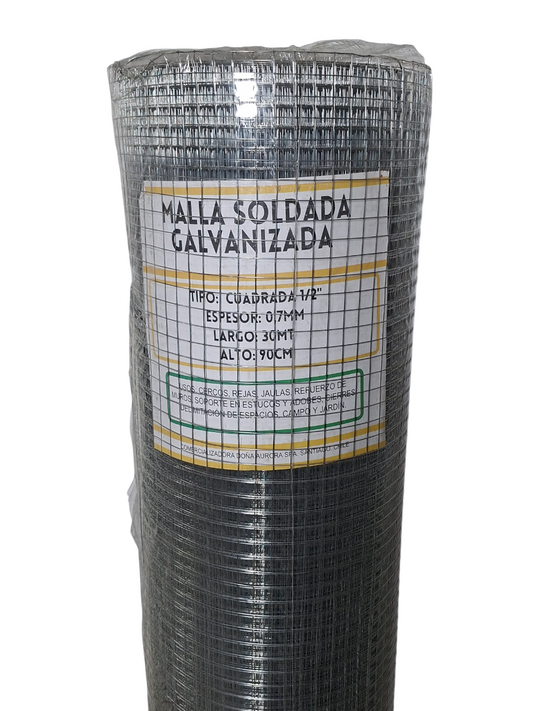 MALLA SOLDADA
GALVANIZADA
TIPO: CUADRADA 1/2"
ESPESOR: 0,7MM
LARGO: 30MT
ALTO: 90CM
USOS: CERCOS, REJAS, JAULAS, REFUERZO DE
MUROS, SOPORTE EN ESTUCOS Y ADOBES, CIERRES,
DELIMITACIÓN DE ESPACIOS, CAMPO Y JARDÍN.
COMERCIALIZADORA DOÑA AURORA SPA. SANTIAGO, CHILE